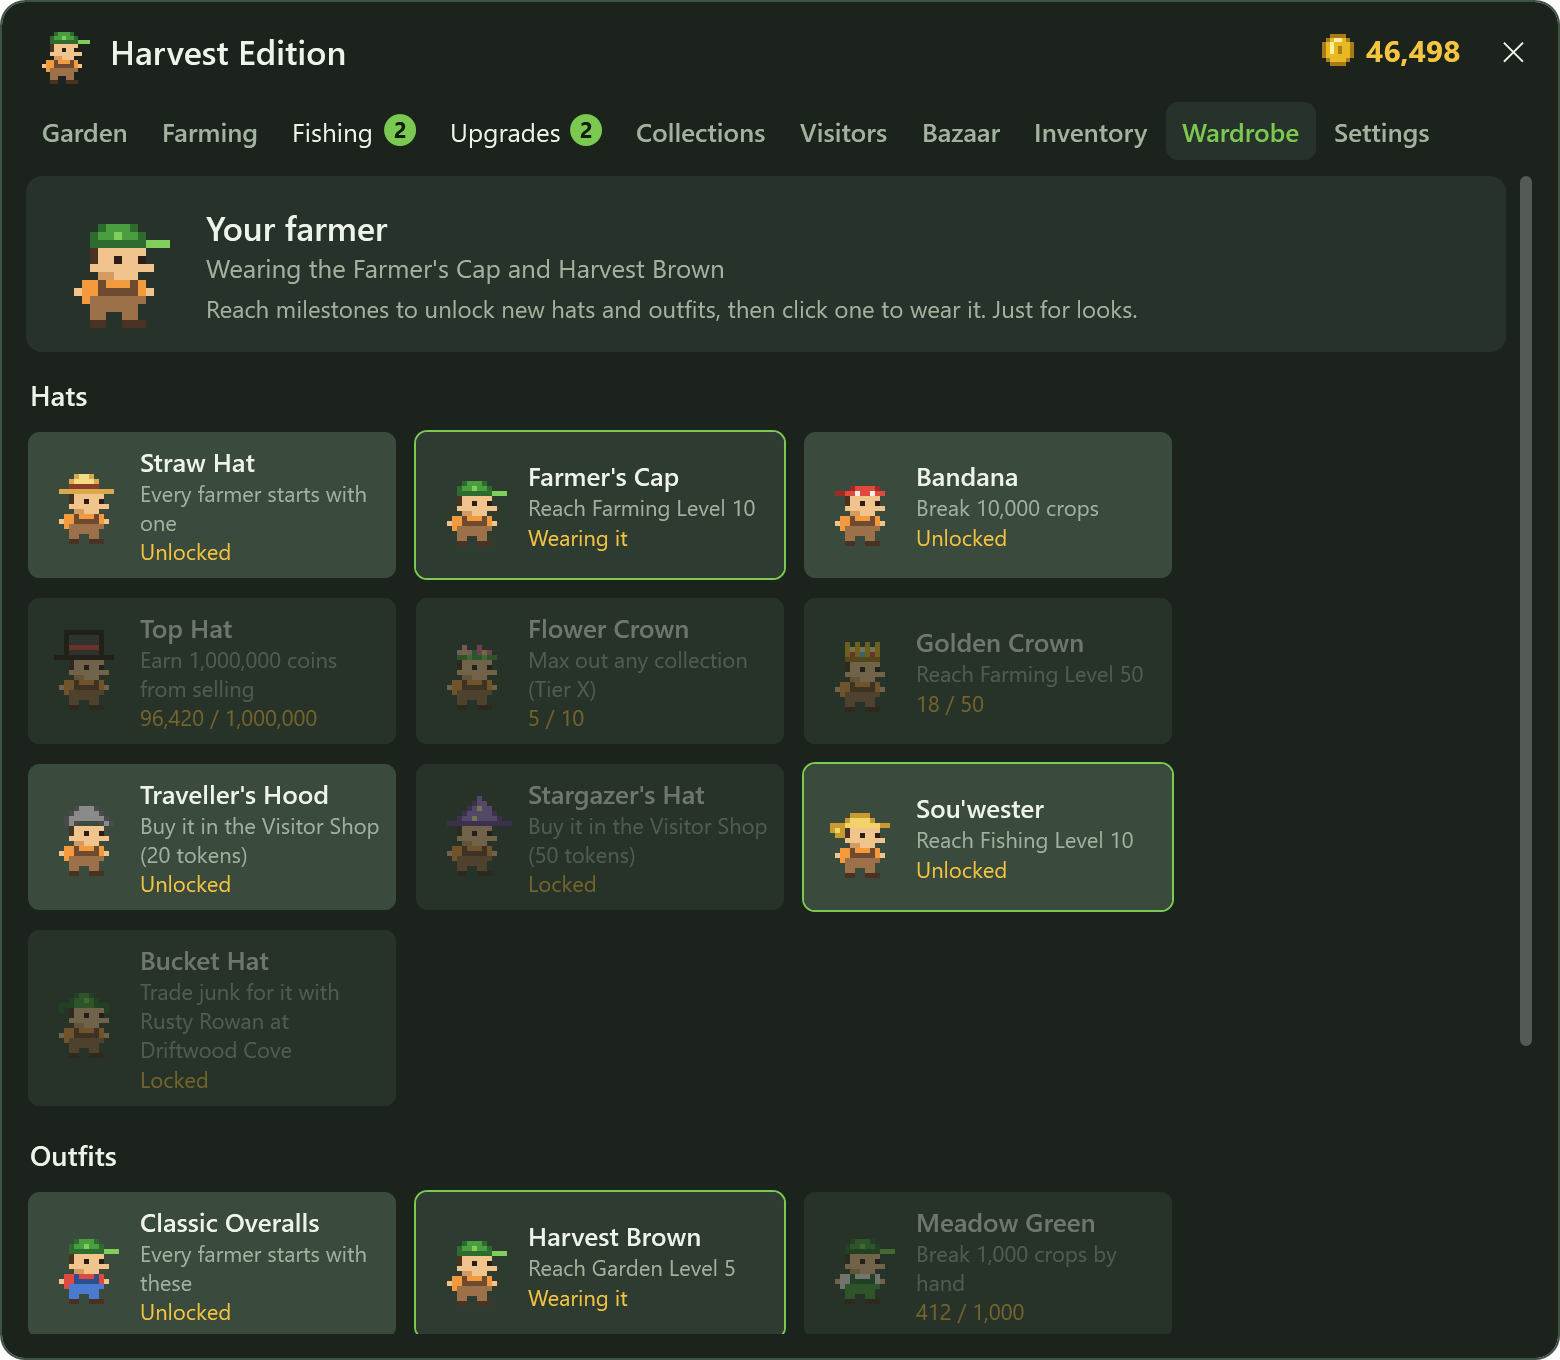 Harvest Edition
46,498
Garden Farming Fishing 2 Upgrades 2 Collections Visitors Bazaar Inventory Wardrobe Settings
Your farmer
Wearing the Farmer's Cap and Harvest Brown
Reach milestones to unlock new hats and outfits, then click one to wear it. Just for looks.
Hats
Straw Hat
Every farmer starts with
one
Unlocked
Farmer's Cap
Reach Farming Level 10
Wearing it
Bandana
Break 10,000 crops
Unlocked
Top Hat
Earn 1,000,000 coins
from selling
96,420 / 1,000,000
Flower Crown
Max out any collection
(Tier X)
5 / 10
Golden Crown
Reach Farming Level 50
18 / 50
Traveller's Hood
Buy it in the Visitor Shop
(20 tokens)
Unlocked
Stargazer's Hat
Buy it in the Visitor Shop
(50 tokens)
Locked
Sou'wester
Reach Fishing Level 10
Unlocked
Bucket Hat
Trade junk for it with
Rusty Rowan at
Driftwood Cove
Locked
Outfits
Classic Overalls
Every farmer starts with
these
Unlocked
Harvest Brown
Reach Garden Level 5
Wearing it
Meadow Green
Break 1,000 crops by
hand
412 / 1,000